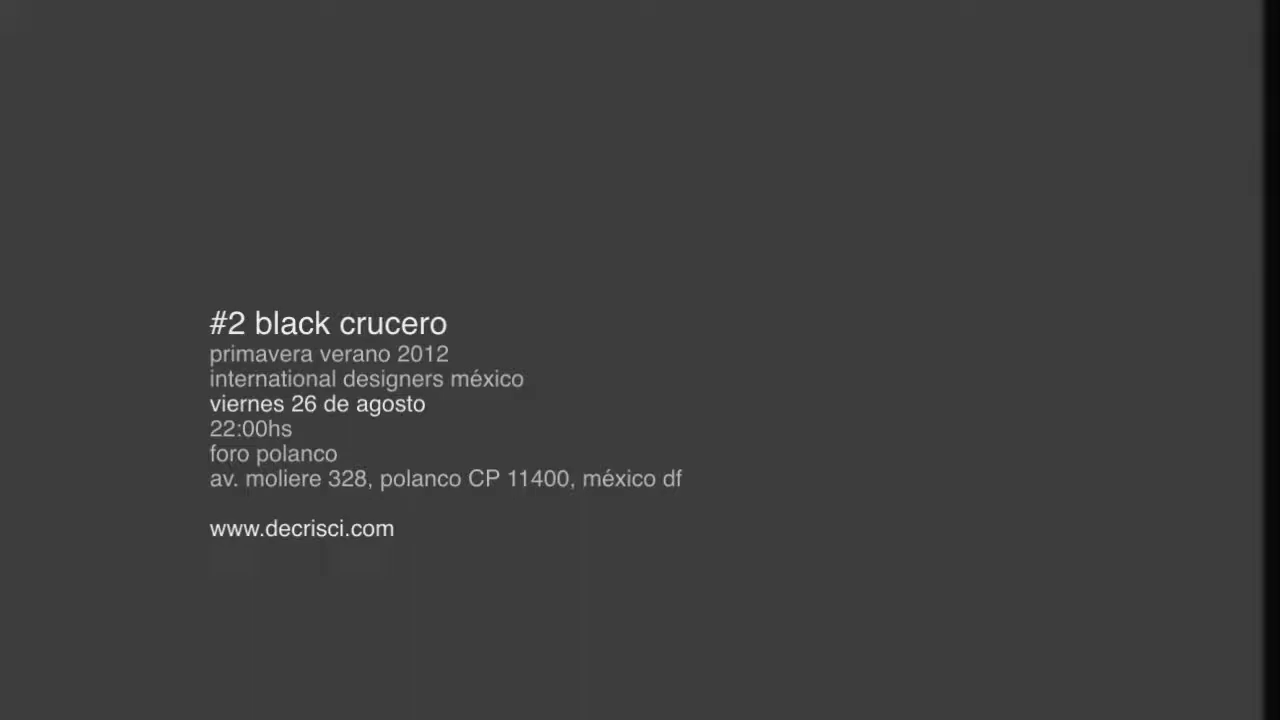 #2 black crucero
primavera verano 2012
international designers méxico
viernes 26 de agosto
22:00hs
foro polanco
av. moliere 328, polanco CP 11400, méxico df
www.decrisci.com